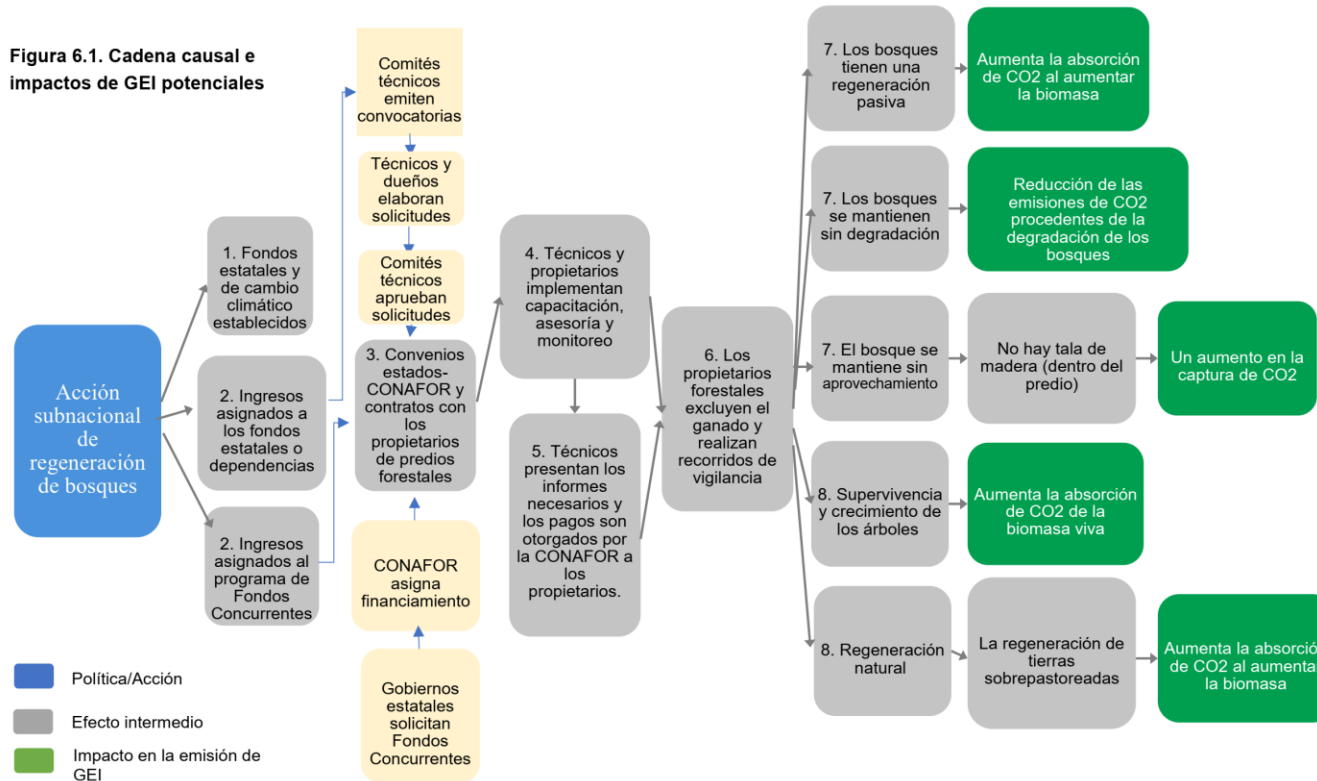 Figura 6.1. Cadena causal e
impactos de GEI potenciales
Acción
subnacional
de
regeneración
de bosques
1. Fondos
estatales y
de cambio
climático
establecidos
2. Ingresos
asignados a
los fondos
estatales o
dependencias
2. Ingresos
asignados al
programa de
Fondos
Concurrentes
Comités
técnicos
emiten
convocatorias
Técnicos y
dueños
elaboran
solicitudes
Comités
técnicos
aprueban
solicitudes
3. Convenios
estados-
CONAFOR y
contratos con
los
propietarios
de predios
forestales
CONAFOR
asigna
financiamiento
Gobiernos
estatales
solicitan
Fondos
Concurrentes
4. Técnicos y
propietarios
implementan
capacitación,
asesoría y
monitoreo
5. Técnicos
presentan los
informes
necesarios y
los pagos son
otorgados por
la CONAFOR a
los
propietarios.
6. Los
propietarios
forestales
excluyen el
ganado y
realizan
recorridos de
vigilancia
7. Los bosques
tienen una
regeneración
pasiva
Aumenta la absorción
de CO2 al aumentar
la biomasa
7. Los bosques
se mantienen
sin degradación
Reducción de las
emisiones de CO2
procedentes de la
degradación de los
bosques
7. El bosque se
mantiene sin
aprovechamiento
No hay tala de
madera (dentro del
predio)
Un aumento en la
captura de CO2
8. Supervivencia
y crecimiento de
los árboles
Aumenta la absorción
de CO2 de la
biomasa viva
8. Regeneración
natural
La regeneración de
tierras
sobrepastoreadas
Aumenta la absorción
de CO2 al aumentar
la biomasa
Política/Acción
Efecto intermedio
Impacto en la emisión de
GEI